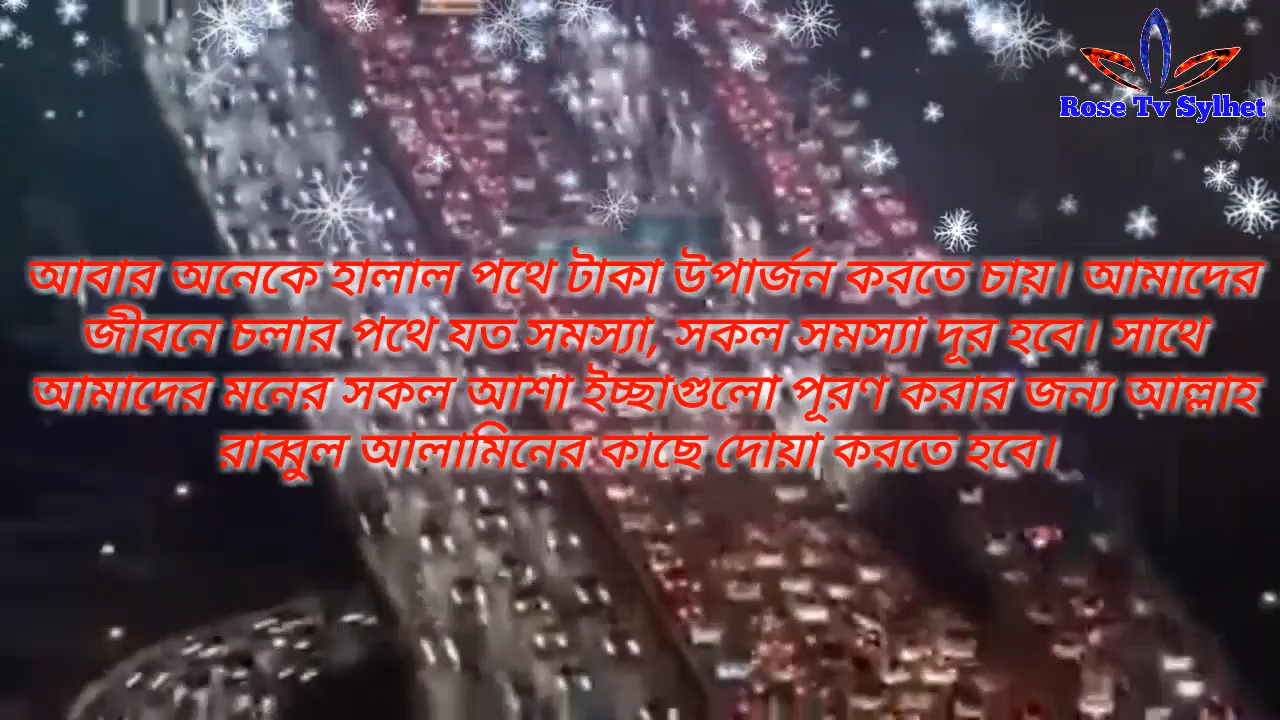 Rose Tv Sylhet
আবার অনেকে হালাল পথে টাকা উপার্জন করতে চায়। আমাদের
জীবনে চলার পথে যত সমস্যা, সকল সমস্যা দূর হবে। সাথে
আমাদের মনের সকল আশা ইচ্ছাগুলো পূরণ করার জন্য আল্লাহ
রাব্বুল আলামিনের কাছে দোয়া করতে হবে।